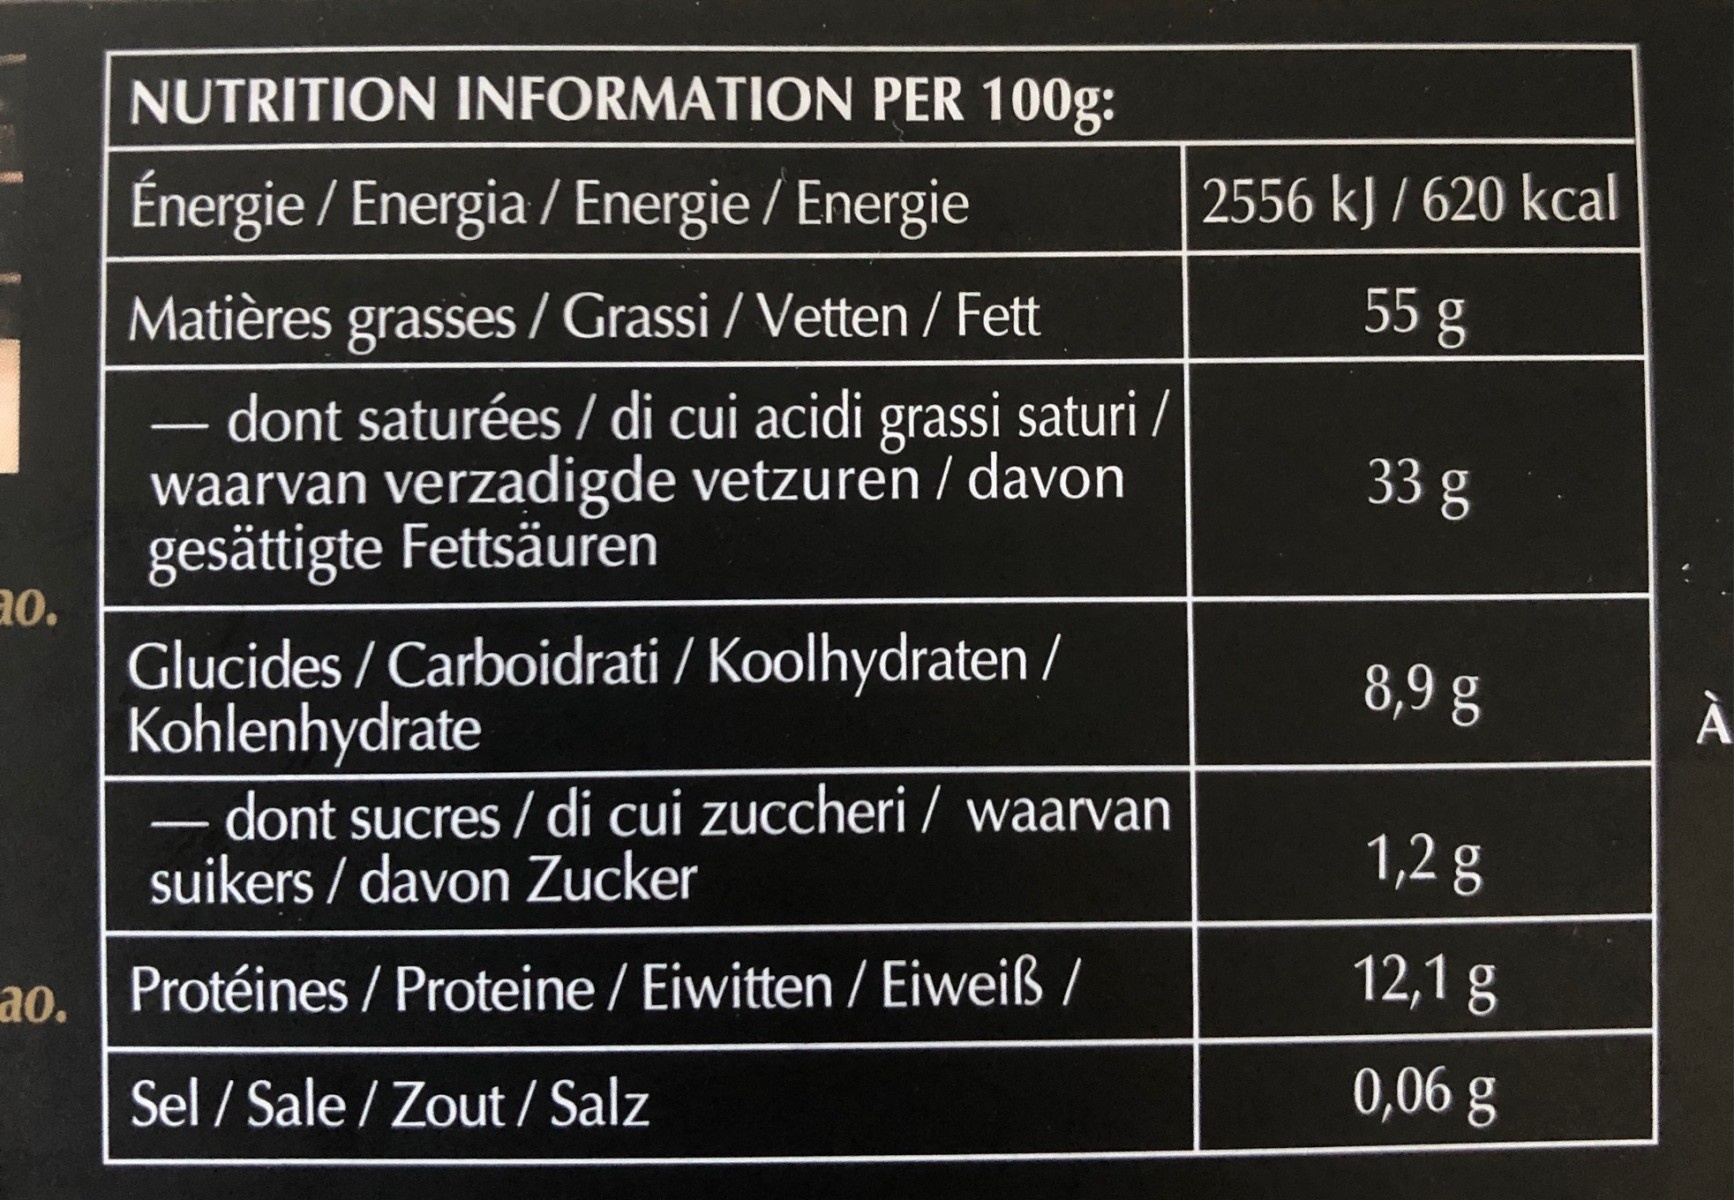 NUTRITION INFORMATION PER 100g:
Énergie / Energia / Energie / Energie 2556 kJ / 620 kcal
Matières grasses / Grassi / Vetten / Fett 55 g
— dont saturées / di cui acidi grassi saturi /
waarvan verzadigde vetzuren / davon
gesättigte Fettsäuren
33 g
Glucides / Carboidrati / Koolhydraten /
Kohlenhydrate
8,9 g
— dont sucres / di cui zuccheri / waarvan
suikers / davon Zucker
1,2 g
Protéines / Proteine / Eiwitten / Eiweiß / 12,1 g
Sel / Sale / Zout / Salz 0,06 g
ao.
ao.
À